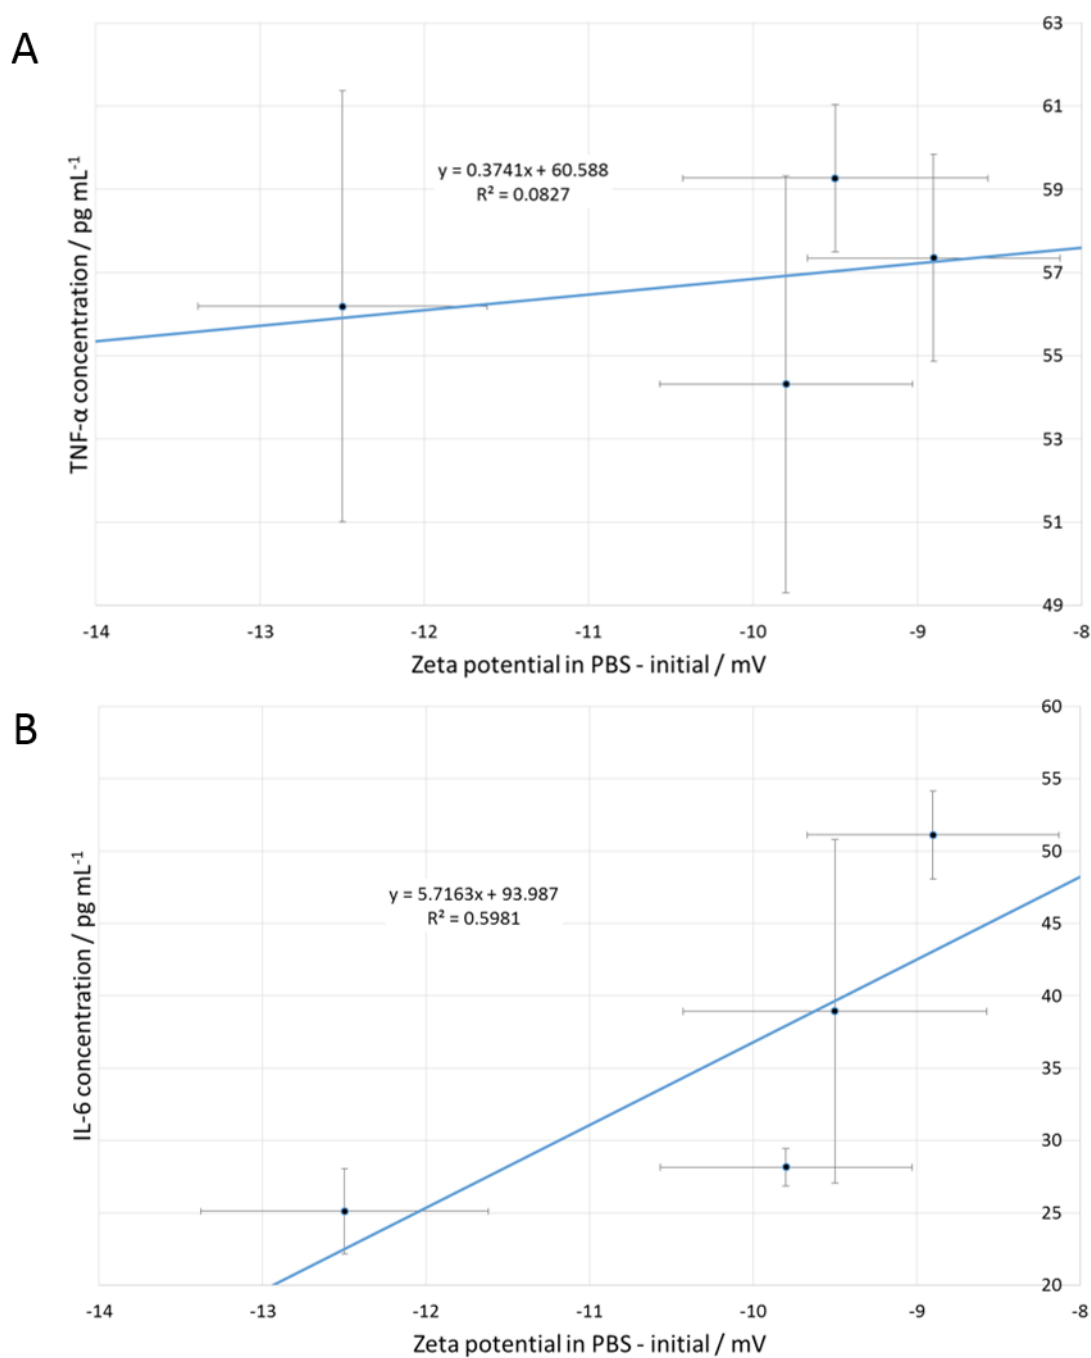 A
63
61
59
57
55
53
51
49
TNF-α concentration / pg mL⁻¹
y = 0.3741x + 60.588
R² = 0.0827
-14 -13 -12 -11 -10 -9 -8
Zeta potential in PBS - initial / mV
B
60
55
50
45
40
35
30
25
20
IL-6 concentration / pg mL⁻¹
y = 5.7163x + 93.987
R² = 0.5981
-14 -13 -12 -11 -10 -9 -8
Zeta potential in PBS - initial / mV